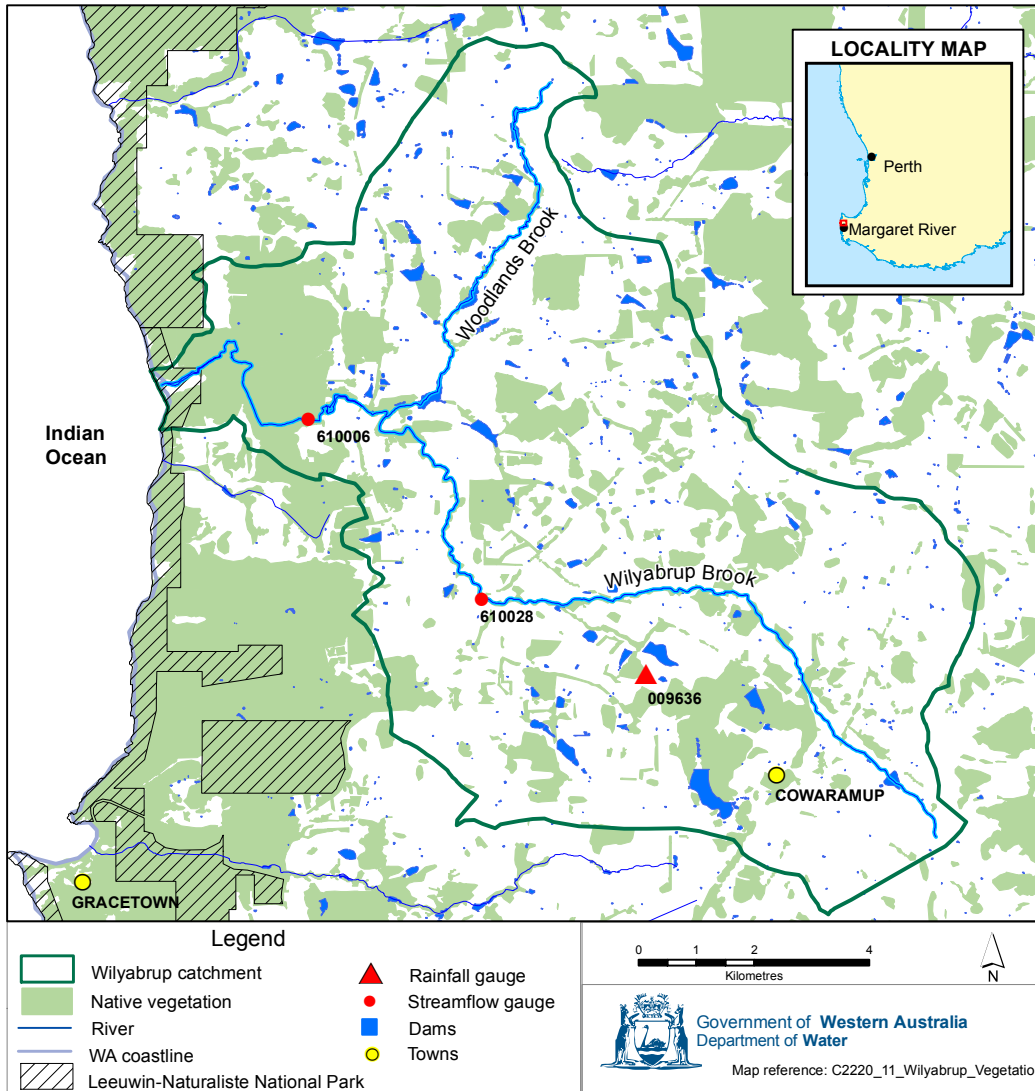 LOCALITY MAP
Perth
Margaret River
Woodlands Brook
Indian
Ocean
610006
Wilyabrup Brook
610028
009636
COWARAMUP
GRACETOWN
Legend
Wilyabrup catchment
Native vegetation
River
WA coastline
Leeuwin-Naturaliste National Park
Rainfall gauge
Streamflow gauge
Dams
Towns
0 1 2 4
Kilometres
N
Government of Western Australia
Department of Water
Map reference: C2220_11_Wilyabrup_Vegetatio